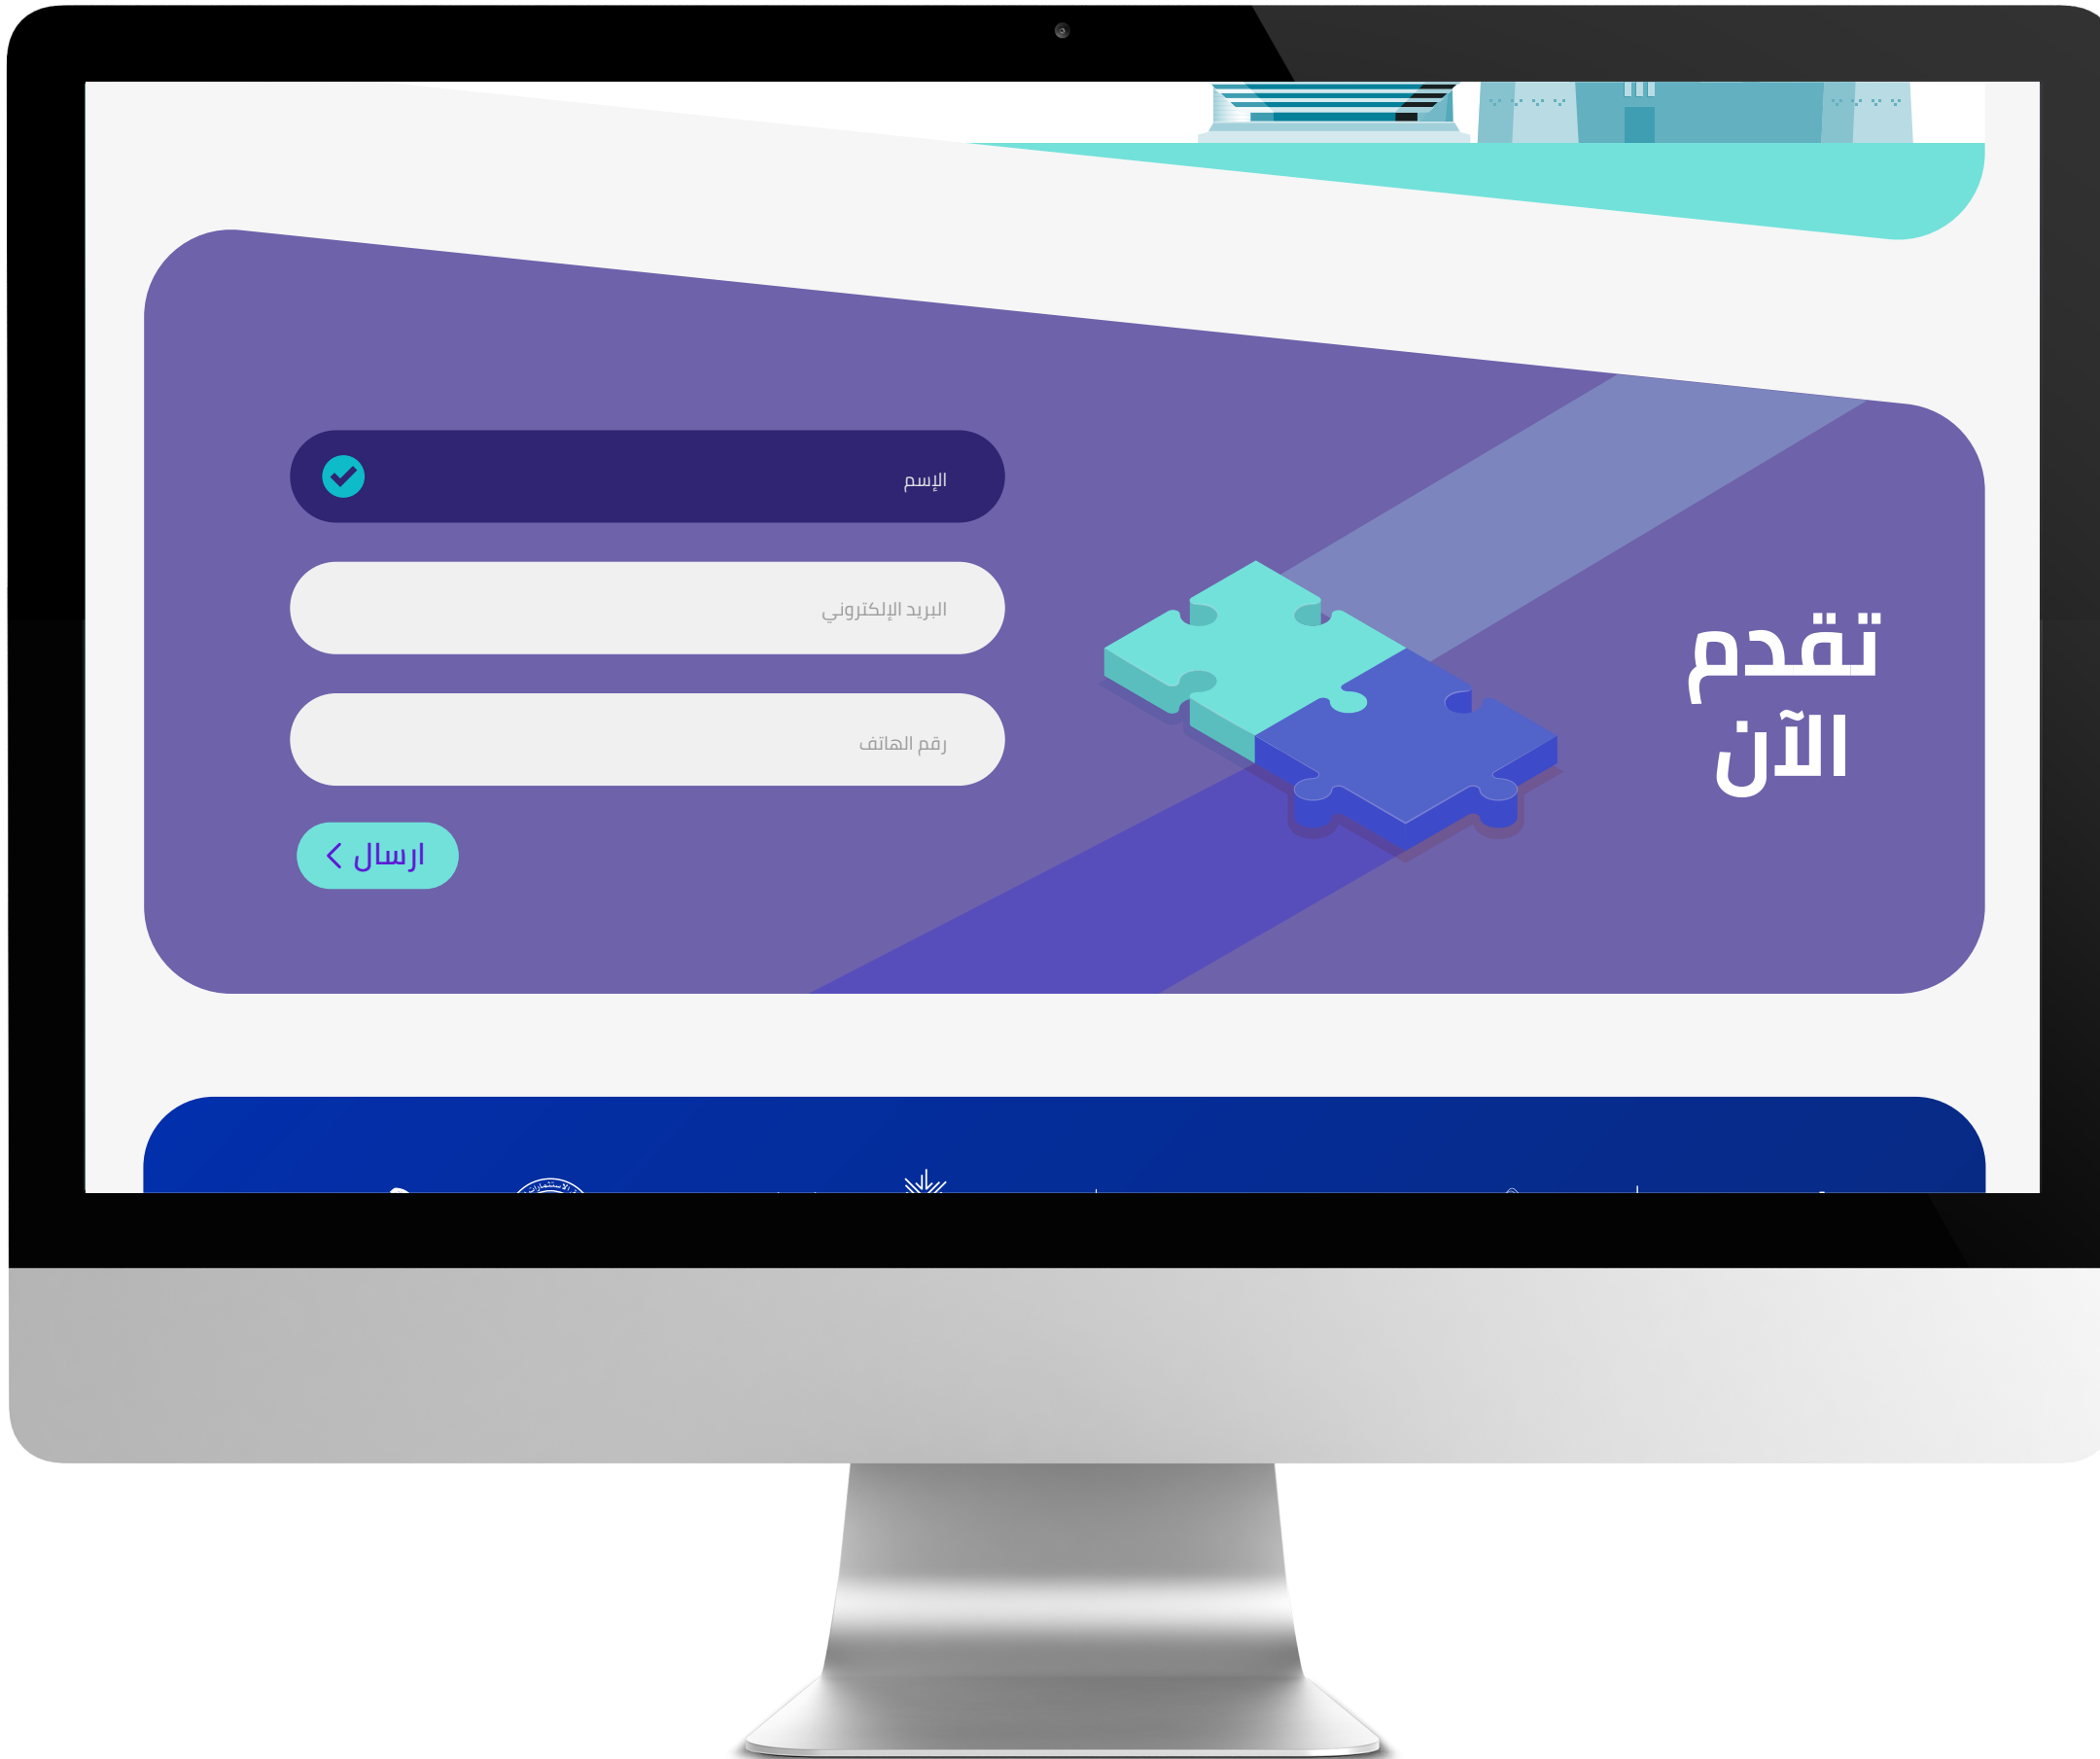 تقدم
الآن
الإسم
البريد الإلكتروني
رقم الهاتف
ارسال